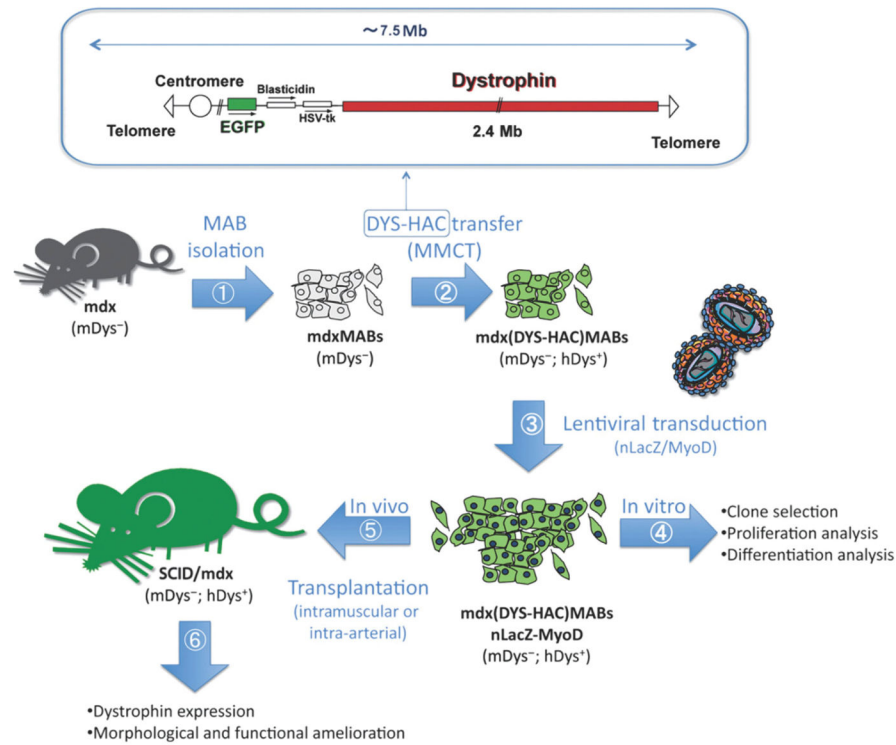 ~7.5 Mb
Centromere
Blasticidin
Dystrophin
Telomere
EGFP
HSV-tk
2.4 Mb
Telomere
MAB
isolation
DYS-HAC transfer
(MMCT)
①
②
mdx
(mDys⁻)
mdxMABs
(mDys⁻)
mdx(DYS-HAC)MABs
(mDys⁻; hDys⁺)
③
Lentiviral transduction
(nLacZ/MyoD)
In vivo
⑤
In vitro
④
•Clone selection
•Proliferation analysis
•Differentiation analysis
SCID/mdx
(mDys⁻; hDys⁺)
Transplantation
(intramuscular or
intra-arterial)
mdx(DYS-HAC)MABs
nLacZ-MyoD
(mDys⁻; hDys⁺)
⑥
•Dystrophin expression
•Morphological and functional amelioration